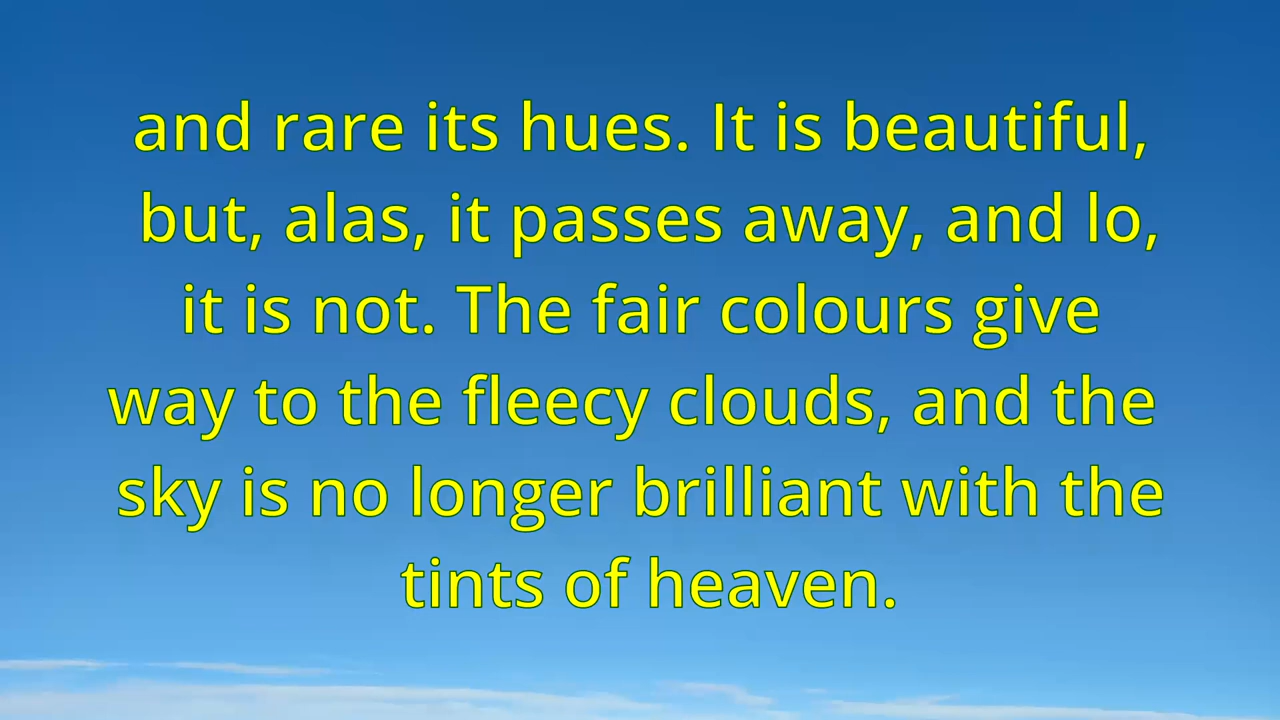 and rare its hues. It is beautiful,
but, alas, it passes away, and lo,
it is not. The fair colours give
way to the fleecy clouds, and the
sky is no longer brilliant with the
tints of heaven.